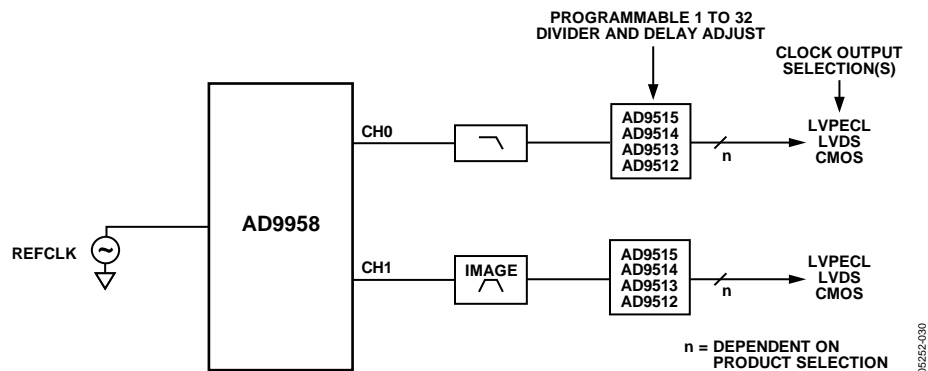 PROGRAMMABLE 1 TO 32
DIVIDER AND DELAY ADJUST
CLOCK OUTPUT
SELECTION(S)
CH0
AD9515
AD9514
AD9513
AD9512
n
LVPECL
LVDS
CMOS
AD9958
REFCLK
CH1
IMAGE
AD9515
AD9514
AD9513
AD9512
n
LVPECL
LVDS
CMOS
n = DEPENDENT ON
PRODUCT SELECTION
05252-030